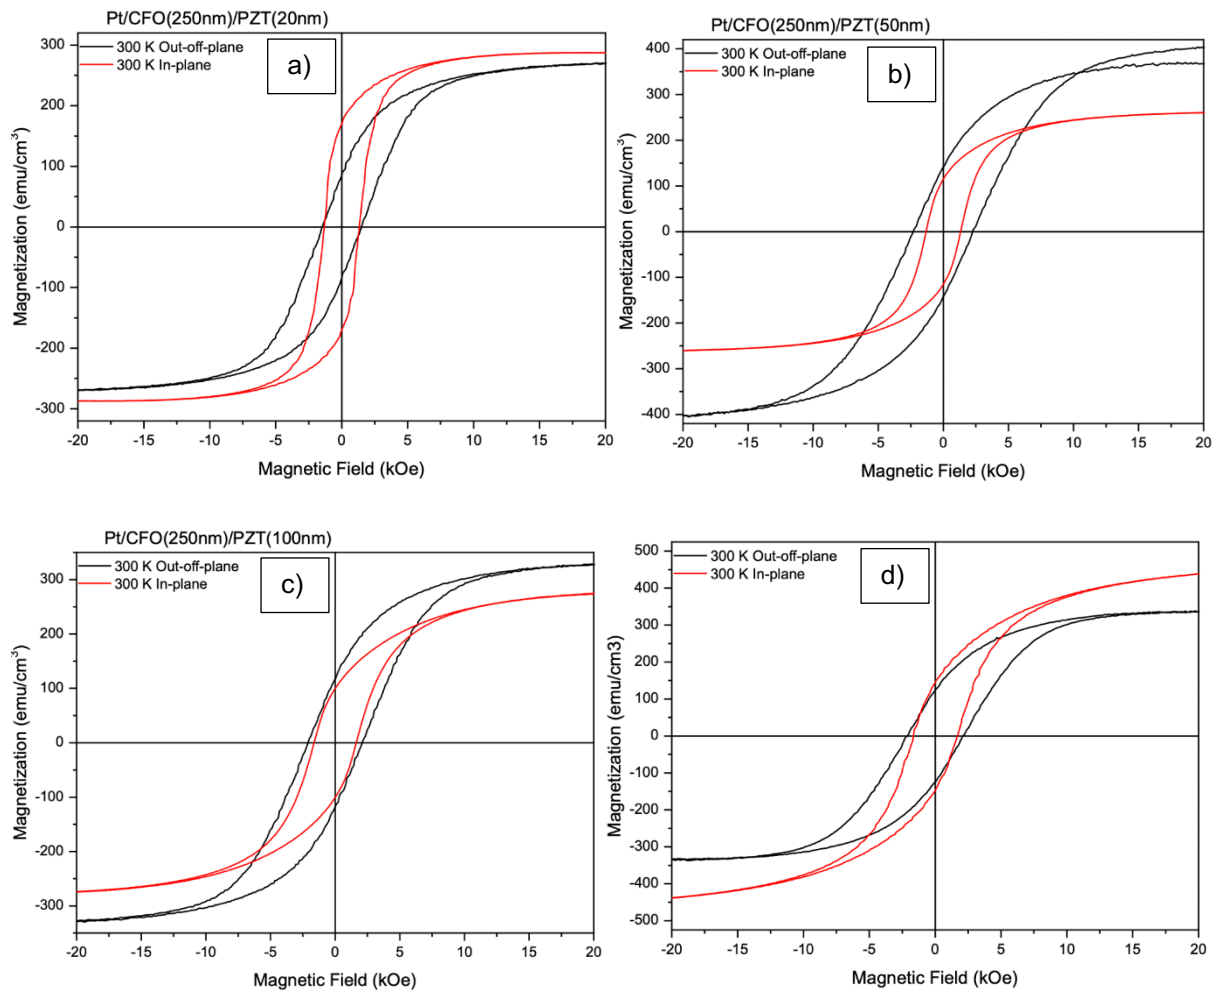 Pt/CFO(250nm)/PZT(20nm)
300 K Out-off-plane
300 K In-plane
a)
300
200
100
0
-100
-200
-300
Magnetization (emu/cm³)
-20 -15 -10 -5 0 5 10 15 20
Magnetic Field (kOe)
Pt/CFO(250nm)/PZT(50nm)
300 K Out-off-plane
300 K In-plane
b)
400
300
200
100
0
-100
-200
-300
-400
Magnetization (emu/cm³)
-20 -15 -10 -5 0 5 10 15 20
Magnetic Field (kOe)
Pt/CFO(250nm)/PZT(100nm)
300 K Out-off-plane
300 K In-plane
c)
300
200
100
0
-100
-200
-300
Magnetization (emu/cm³)
-20 -15 -10 -5 0 5 10 15 20
Magnetic Field (kOe)
300 K Out-off-plane
300 K In-plane
d)
500
400
300
200
100
0
-100
-200
-300
-400
-500
Magnetization (emu/cm3)
-20 -15 -10 -5 0 5 10 15 20
Magnetic Field (kOe)